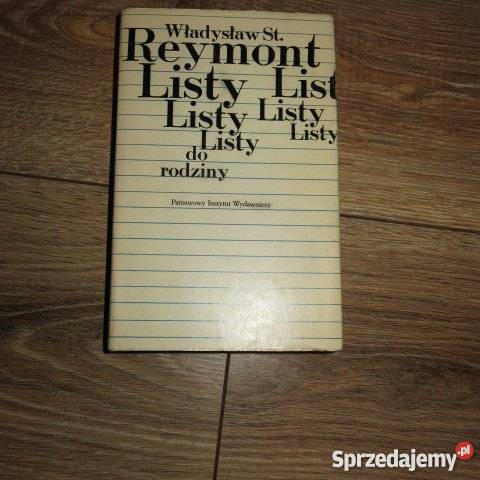 Władysław St.
Reymont
Listy List
Listy Listy
Listy Listy
do
rodziny
Państwowy Instytut Wydawniczy
Sprzedajemy.pl